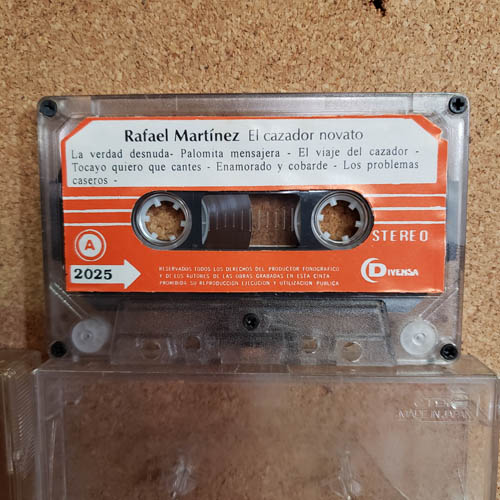 Rafael Martínez El cazador novato
La verdad desnuda- Palomita mensajera - El viaje del cazador -
Tocayo quiero que cantes - Enamorado y cobarde - Los problemas
caseros -
A
STEREO
2025
RESERVADOS TODOS LOS DERECHOS DEL PRODUCTOR FONOGRAFICO
Y DE LOS AUTORES DE LAS OBRAS GRABADAS EN ESTA CINTA
PROHIBIDA SU REPRODUCCION EJECUCION Y UTILIZACION PUBLICA
DIVENSA
MADE IN JAPAN